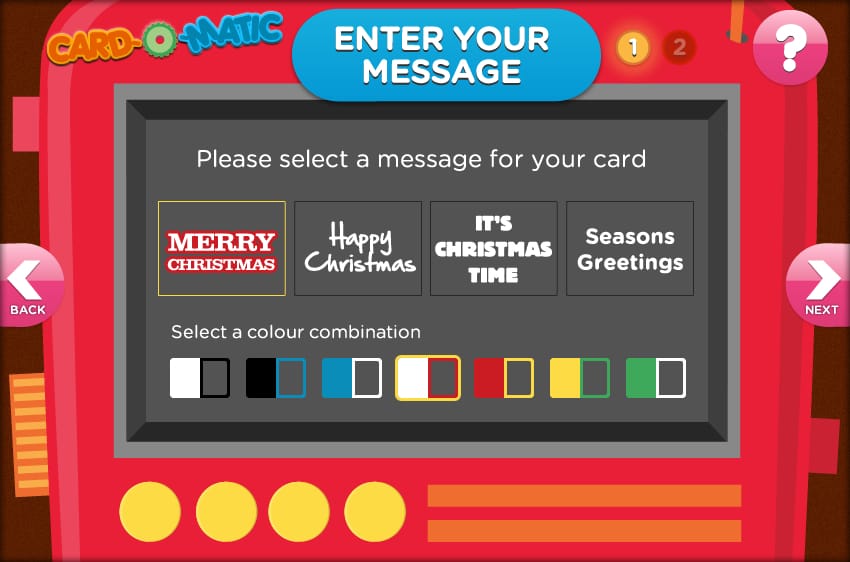 CARD-O-MATIC
ENTER YOUR
MESSAGE
1
2
?
Please select a message for your card
MERRY
CHRISTMAS
Happy
Christmas
IT'S
CHRISTMAS
TIME
Seasons
Greetings
BACK
NEXT
Select a colour combination